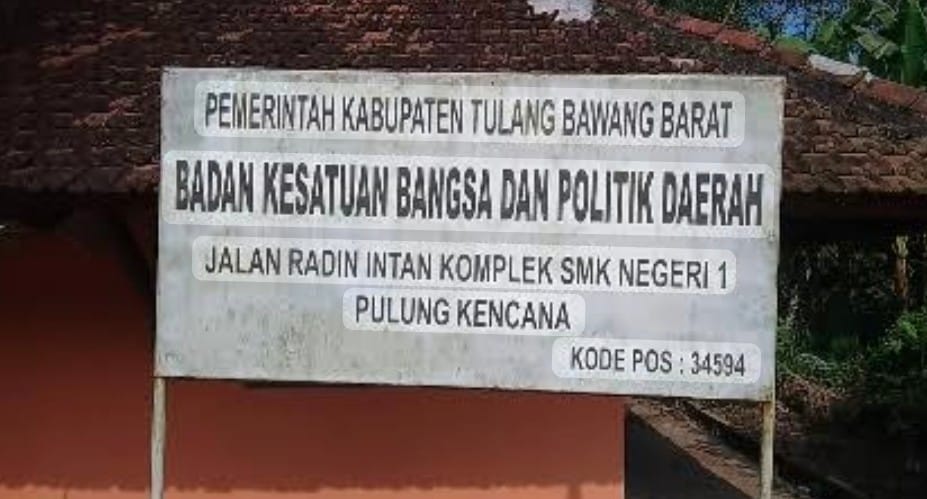 PEMERINTAH KABUPATEN TULANG BAWANG BARAT
BADAN KESATUAN BANGSA DAN POLITIK DAERAH
JALAN RADIN INTAN KOMPLEK SMK NEGERI 1
PULUNG KENCANA
KODE POS : 34594